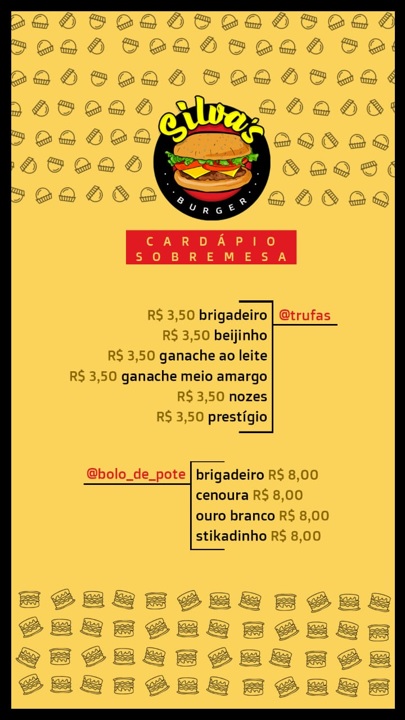 Silva's
BURGER
CARDÁPIO
SOBREMESA
R$ 3,50 brigadeiro
@trufas
R$ 3,50 beijinho
R$ 3,50 ganache ao leite
R$ 3,50 ganache meio amargo
R$ 3,50 nozes
R$ 3,50 prestígio
@bolo_de_pote
brigadeiro R$ 8,00
cenoura R$ 8,00
ouro branco R$ 8,00
stikadinho R$ 8,00